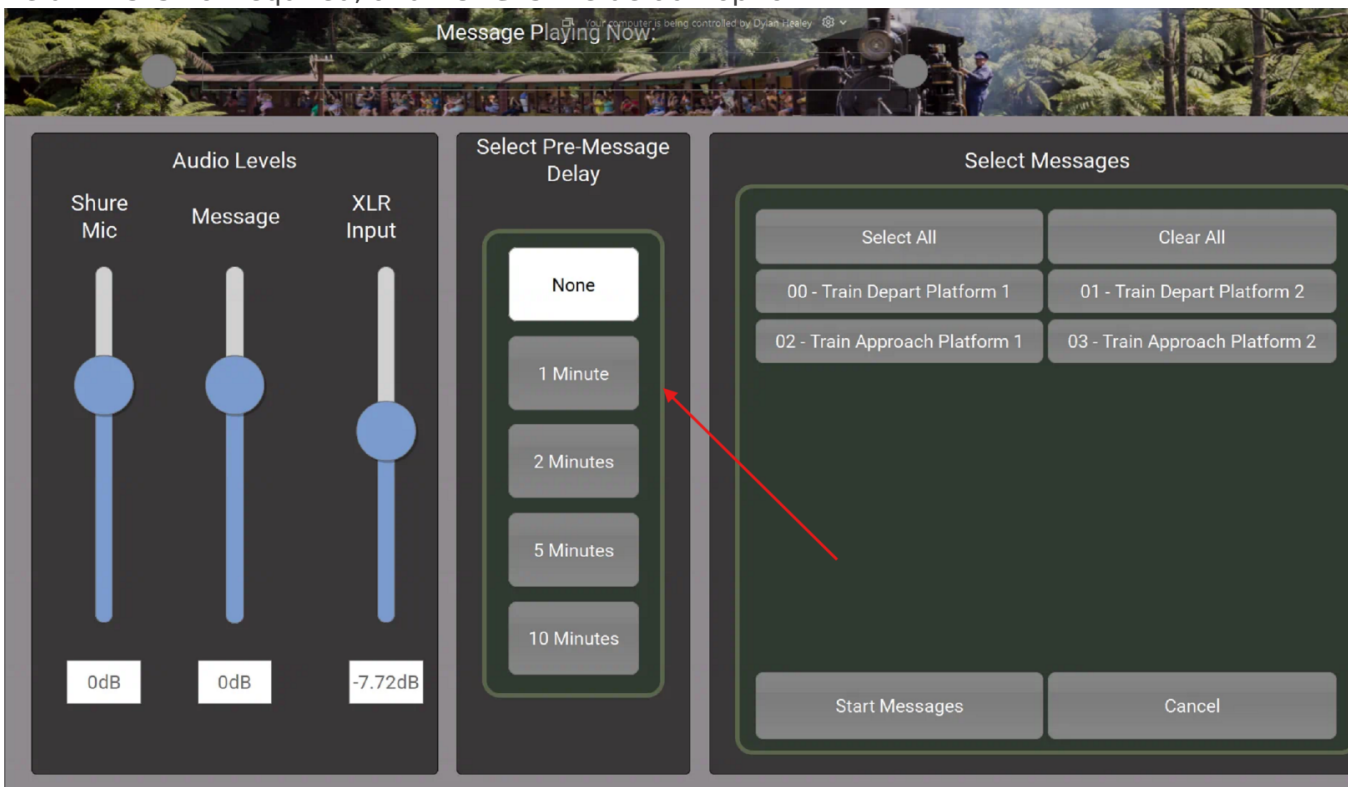 Message Playing Now:
Your computer is being controlled by Dylan Healey
Audio Levels
Shure
Mic
Message
XLR
Input
0dB
0dB
-7.72dB
Select Pre-Message
Delay
None
1 Minute
2 Minutes
5 Minutes
10 Minutes
Select Messages
Select All
Clear All
00 - Train Depart Platform 1
01 - Train Depart Platform 2
02 - Train Approach Platform 1
03 - Train Approach Platform 2
Start Messages
Cancel